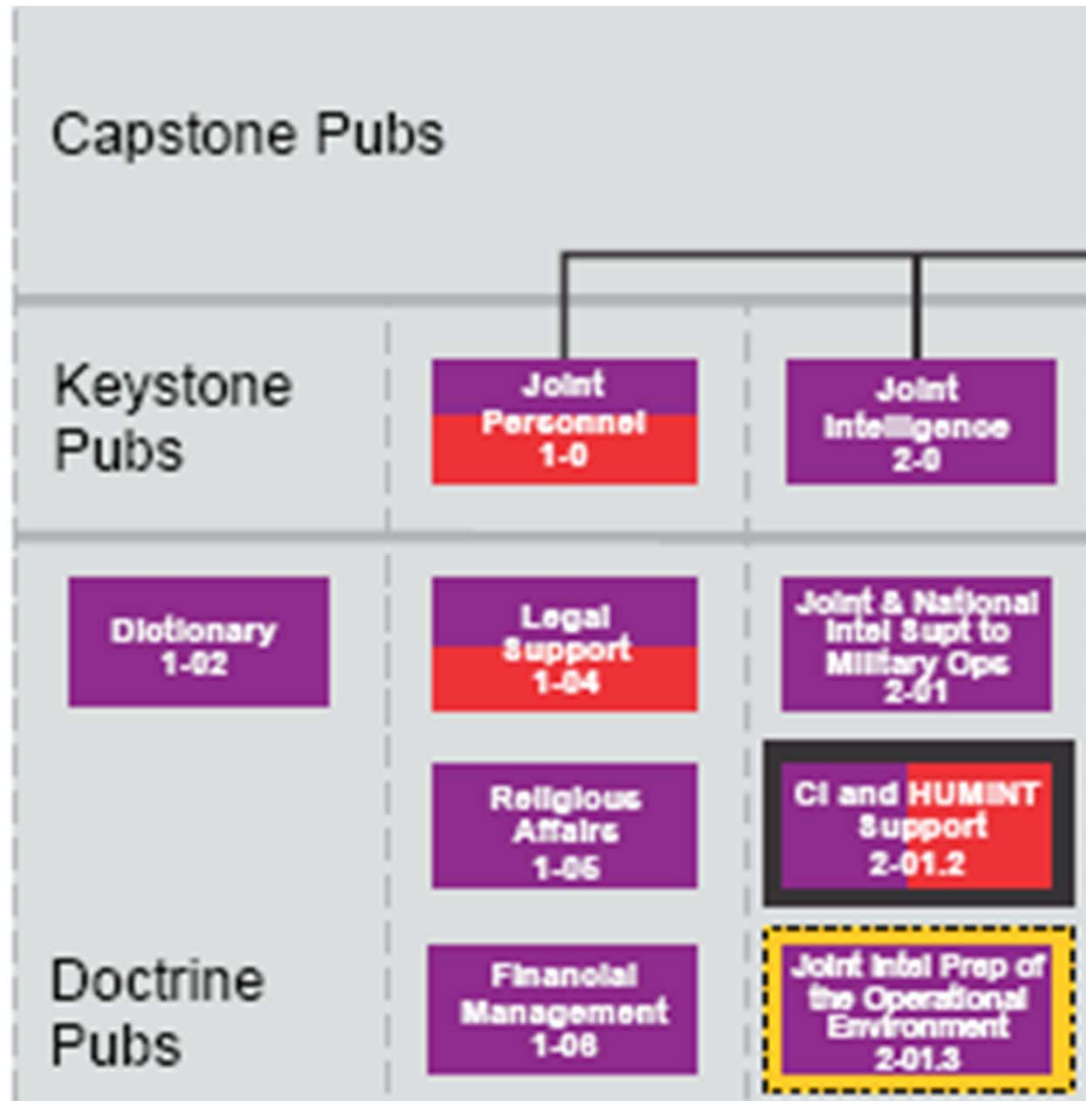 Capstone Pubs
Keystone
Pubs
Joint
Personnel
1-0
Joint
Intelligence
2-0
Dictionary
1-02
Legal
Support
1-04
Joint & National
Intel Supt to
Military Ops
2-01
Religious
Affairs
1-05
CI and HUMINT
Support
2-01.2
Doctrine
Pubs
Financial
Management
1-06
Joint Intel Prep of
the Operational
Environment
2-01.3